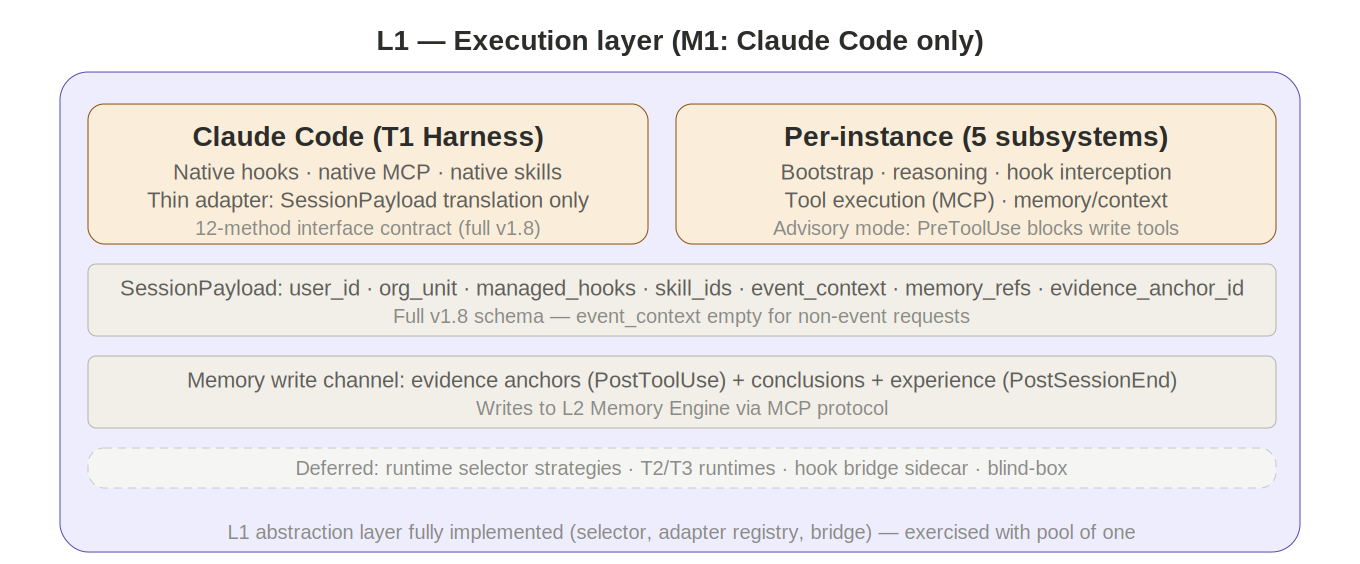 L1 — Execution layer (M1: Claude Code only)
Claude Code (T1 Harness)
Native hooks · native MCP · native skills
Thin adapter: SessionPayload translation only
12-method interface contract (full v1.8)
Per-instance (5 subsystems)
Bootstrap · reasoning · hook interception
Tool execution (MCP) · memory/context
Advisory mode: PreToolUse blocks write tools
SessionPayload: user_id · org_unit · managed_hooks · skill_ids · event_context · memory_refs · evidence_anchor_id
Full v1.8 schema — event_context empty for non-event requests
Memory write channel: evidence anchors (PostToolUse) + conclusions + experience (PostSessionEnd)
Writes to L2 Memory Engine via MCP protocol
Deferred: runtime selector strategies · T2/T3 runtimes · hook bridge sidecar · blind-box
L1 abstraction layer fully implemented (selector, adapter registry, bridge) — exercised with pool of one